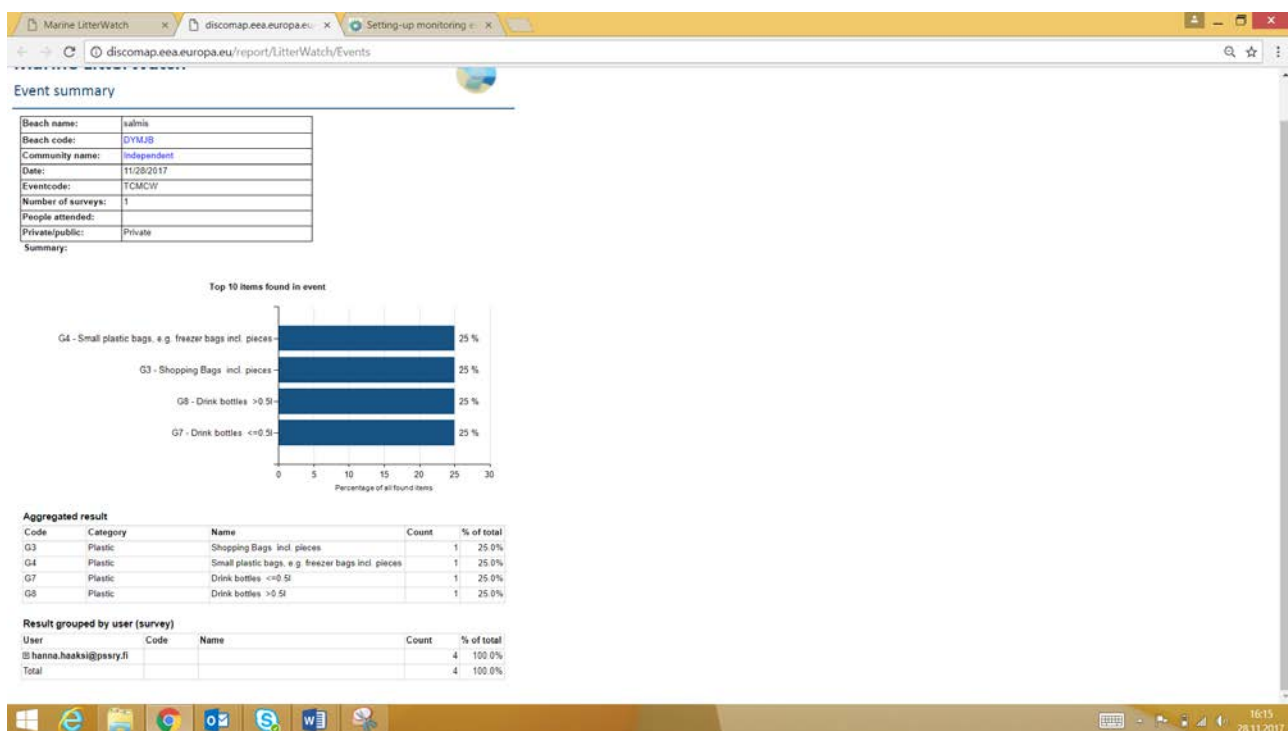 Marine LitterWatch
discomap.eea.europa.eu
Setting-up monitoring e
discomap.eea.europa.eu/report/LitterWatch/Events
Marine LitterWatch
Event summary
Beach name: salmis
Beach code: DYMJB
Community name: Independent
Date: 11/28/2017
Eventcode: TCMCW
Number of surveys: 1
People attended:
Private/public: Private
Summary:
Top 10 items found in event
G4 - Small plastic bags, e.g. freezer bags incl. pieces 25 %
G3 - Shopping Bags incl. pieces 25 %
G8 - Drink bottles >0.5l 25 %
G7 - Drink bottles <=0.5l 25 %
0 5 10 15 20 25 30
Percentage of all found items
Aggregated result
Code Category Name Count % of total
G3 Plastic Shopping Bags incl. pieces 1 25.0%
G4 Plastic Small plastic bags, e.g. freezer bags incl. pieces 1 25.0%
G7 Plastic Drink bottles <=0.5l 1 25.0%
G8 Plastic Drink bottles >0.5l 1 25.0%
Result grouped by user (survey)
User Code Name Count % of total
hanna.haaksi@pssry.fi 4 100.0%
Total 4 100.0%
16:15
28.11.2017